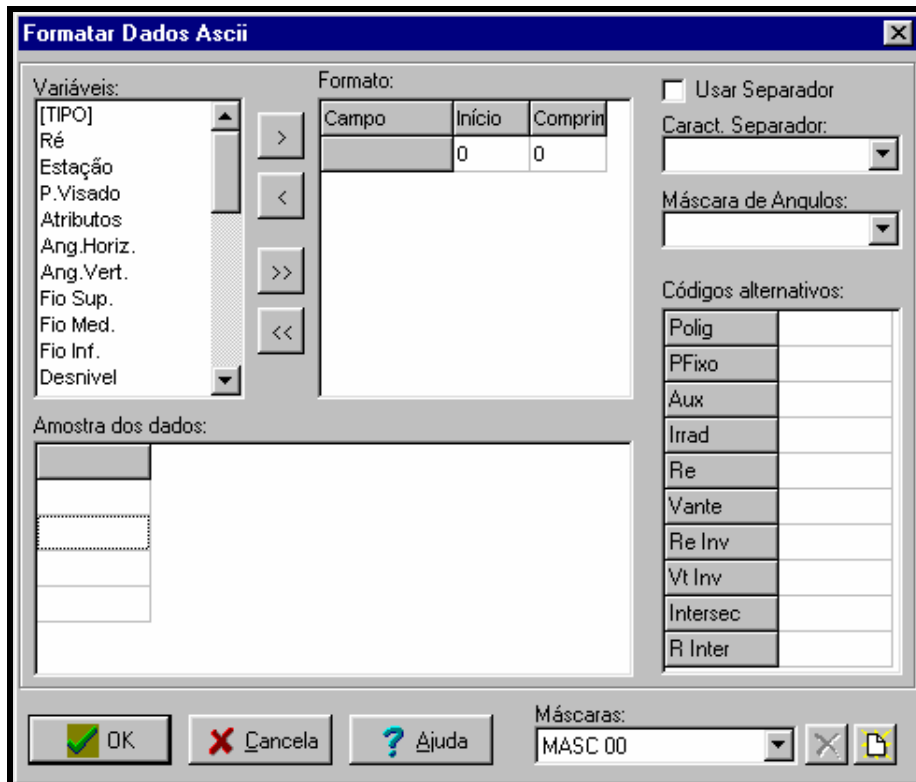 Formatar Dados Ascii
Variáveis:
[TIPO]
Ré
Estação
P.Visado
Atributos
Ang.Horiz.
Ang.Vert.
Fio Sup.
Fio Med.
Fio Inf.
Desnivel
>
<
>>
<<
Formato:
Campo Início Comprin
0 0
Usar Separador
Caract. Separador:
Máscara de Angulos:
Códigos alternativos:
Polig
PFixo
Aux
Irrad
Re
Vante
Re Inv
Vt Inv
Intersec
R Inter
Amostra dos dados:
OK
Cancela
Ajuda
Máscaras:
MASC 00